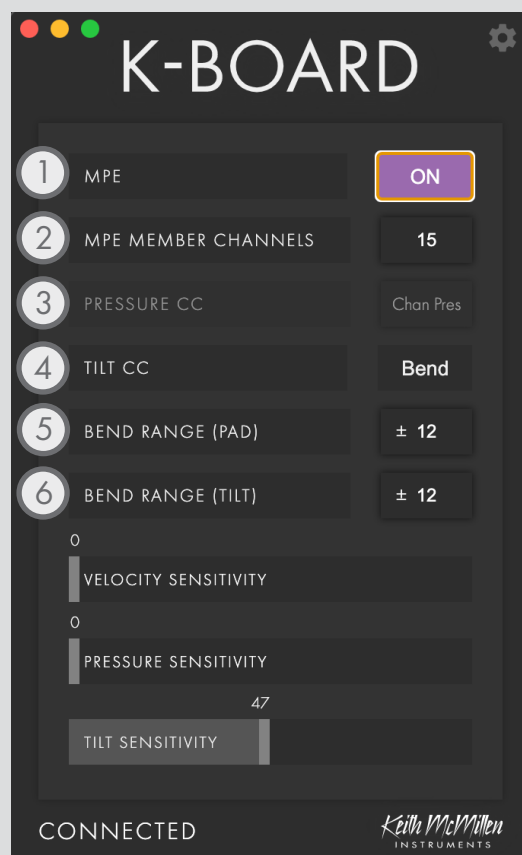 K-BOARD
1 MPE ON
2 MPE MEMBER CHANNELS 15
3 PRESSURE CC Chan Pres
4 TILT CC Bend
5 BEND RANGE (PAD) ± 12
6 BEND RANGE (TILT) ± 12
0
VELOCITY SENSITIVITY
0
PRESSURE SENSITIVITY
47
TILT SENSITIVITY
CONNECTED Keith McMillen
INSTRUMENTS